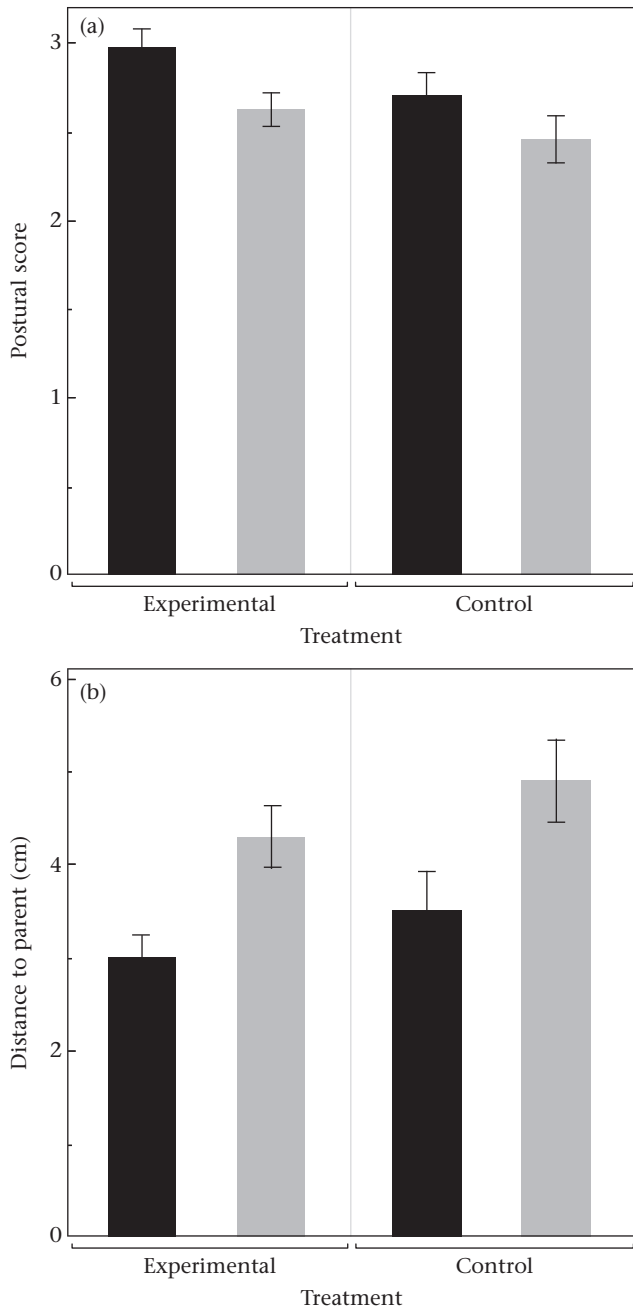 (a)
3
2
1
0
Postural score
Experimental Control
Treatment
(b)
6
4
2
0
Distance to parent (cm)
Experimental Control
Treatment